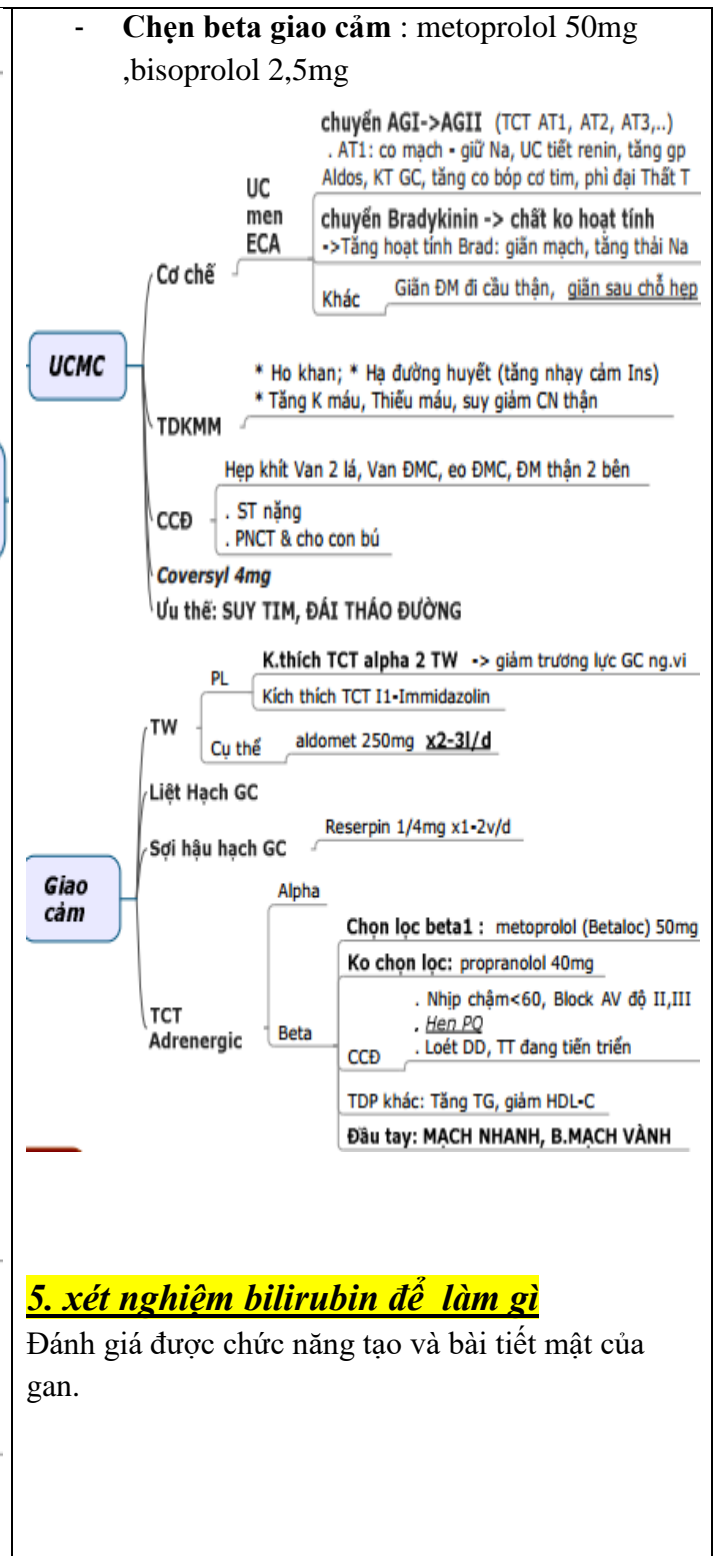 - Chẹn beta giao cảm : metoprolol 50mg
,bisoprolol 2,5mg
UCMC
Cơ chế
UC
men
ECA
chuyển AGI->AGII (TCT AT1, AT2, AT3,..)
. AT1: co mạch - giữ Na, UC tiết renin, tăng gp
Aldos, KT GC, tăng co bóp cơ tim, phì đại Thất T
chuyển Bradykinin -> chất ko hoạt tính
->Tăng hoạt tính Brad: giãn mạch, tăng thải Na
Khác
Giãn ĐM đi cầu thận, giãn sau chỗ hẹp
TDKMM
* Ho khan; * Hạ đường huyết (tăng nhạy cảm Ins)
* Tăng K máu, Thiếu máu, suy giảm CN thận
CCĐ
Hẹp khít Van 2 lá, Van ĐMC, eo ĐMC, ĐM thận 2 bên
. ST nặng
. PNCT & cho con bú
Coversyl 4mg
Ưu thế: SUY TIM, ĐÁI THÁO ĐƯỜNG
Giao
cảm
TW
PL
K.thích TCT alpha 2 TW -> giảm trương lực GC ng.vi
Kích thích TCT I1-Immidazolin
Cụ thể
aldomet 250mg x2-3l/d
Liệt Hạch GC
Sợi hậu hạch GC
Reserpin 1/4mg x1-2v/d
TCT
Adrenergic
Alpha
Beta
Chọn lọc beta1 : metoprolol (Betaloc) 50mg
Ko chọn lọc: propranolol 40mg
CCĐ
. Nhịp chậm<60, Block AV độ II,III
. Hen PQ
. Loét DD, TT đang tiến triển
TDP khác: Tăng TG, giảm HDL-C
Đầu tay: MẠCH NHANH, B.MẠCH VÀNH
5. xét nghiệm bilirubin để làm gì
Đánh giá được chức năng tạo và bài tiết mật của
gan.